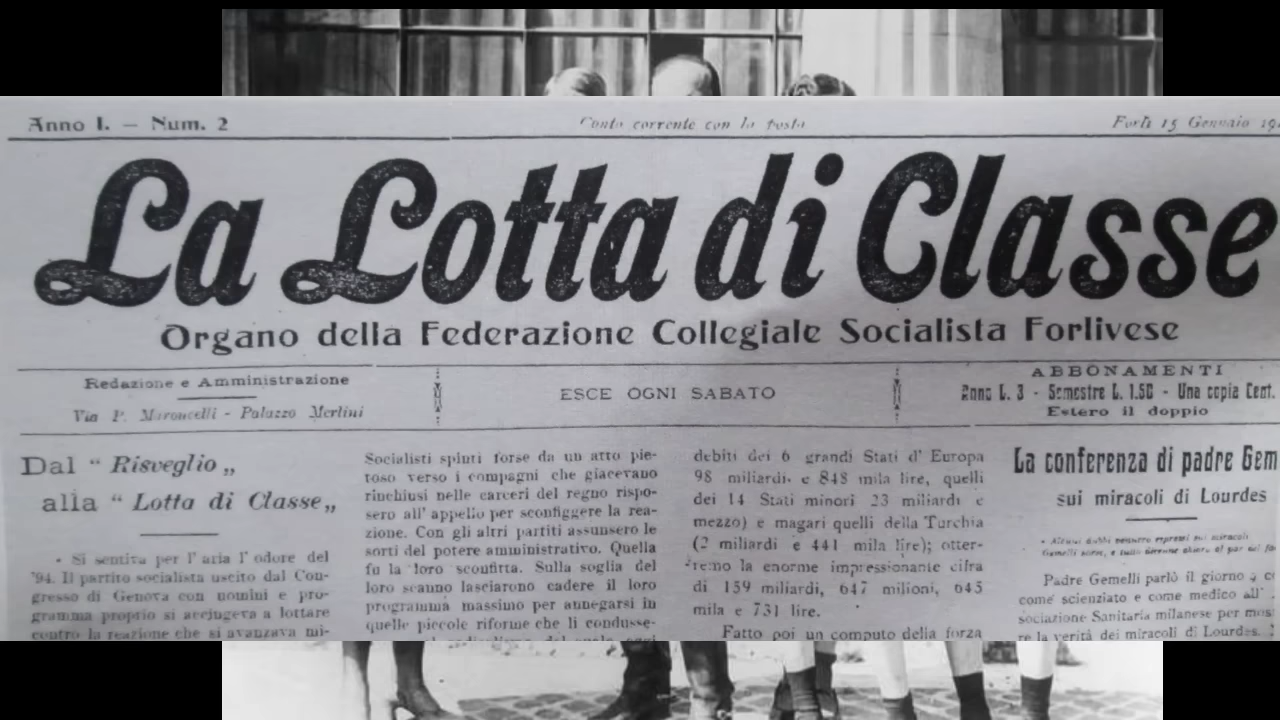 Anno I. — Num. 2
Conto corrente con la posta
Forlì 15 Gennaio 19
La Lotta di Classe
Organo della Federazione Collegiale Socialista Forlivese
Redazione e Amministrazione
Via P. Maroncelli - Palazzo Merlini
ESCE OGNI SABATO
ABBONAMENTI
Anno L. 3 - Semestre L. 1.50 - Una copia Cent.
Estero il doppio
Dal “ Risveglio „
alla “ Lotta di Classe„
• Si sentiva per l' aria l' odore del
'94. Il partito socialista uscito dal Con-
gresso di Genova con uomini e pro-
gramma proprio si accingeva a lottare
contro la reazione che si avanzava mi-
Socialisti spinti forse da un atto pie-
toso verso i compagni che giacevano
rinchiusi nelle carceri del regno rispo-
sero all' appello per sconfiggere la rea-
zione. Con gli altri partiti assunsero le
sorti del potere amministrativo. Quella
fu la loro sconfitta. Sulla soglia del
loro scanno lasciarono cadere il loro
programma massimo per annegarsi in
quelle piccole riforme che li condusse-
debiti dei 6 grandi Stati d' Europa
98 miliardi e 848 mila lire, quelli
dei 14 Stati minori 23 miliardi e
mezzo) e magari quelli della Turchia
(2 miliardi e 441 mila lire); otter-
remo la enorme impressionante cifra
di 159 miliardi, 647 milioni, 645
mila e 731 lire.
Fatto poi un computo della forza
La conferenza di padre Gem
sui miracoli di Lourdes
Padre Gemelli parlò il giorno 9
come scienziato e come medico all'
sociazione Sanitaria milanese per
re la verità dei miracoli di Lourdes.